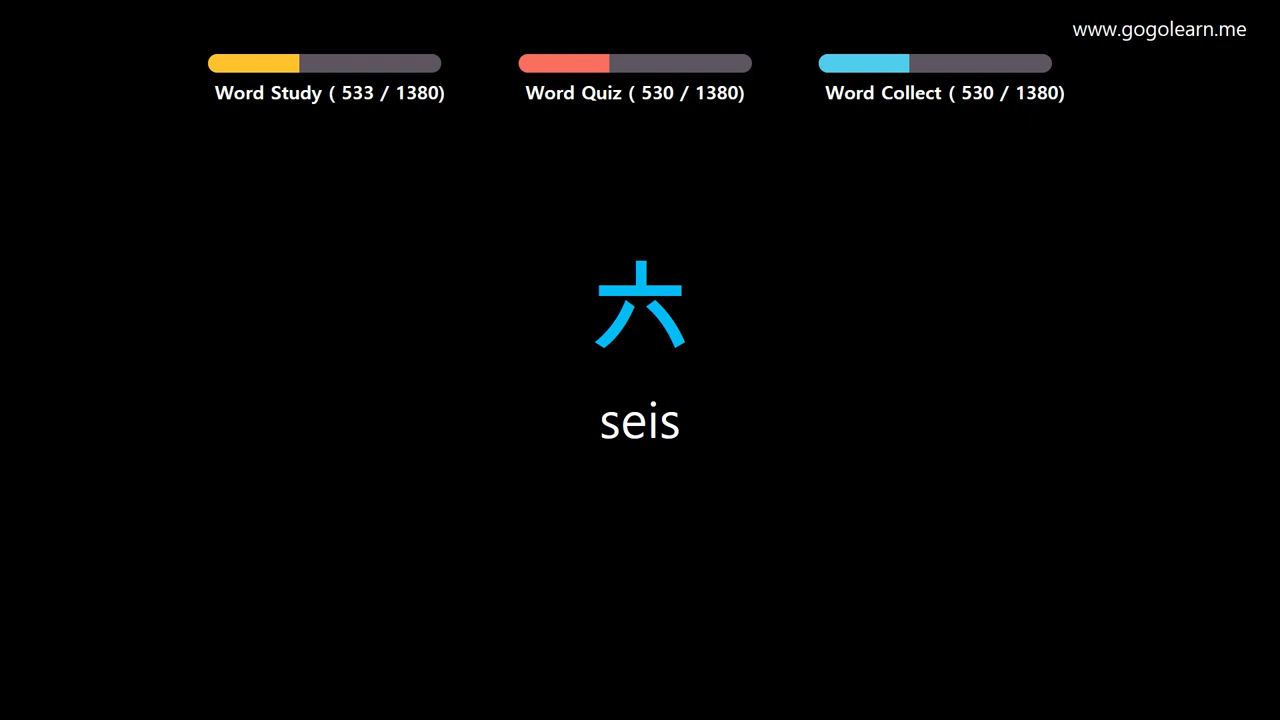 www.gogolearn.me
Word Study ( 533 / 1380)
Word Quiz ( 530 / 1380)
Word Collect ( 530 / 1380)
六
seis